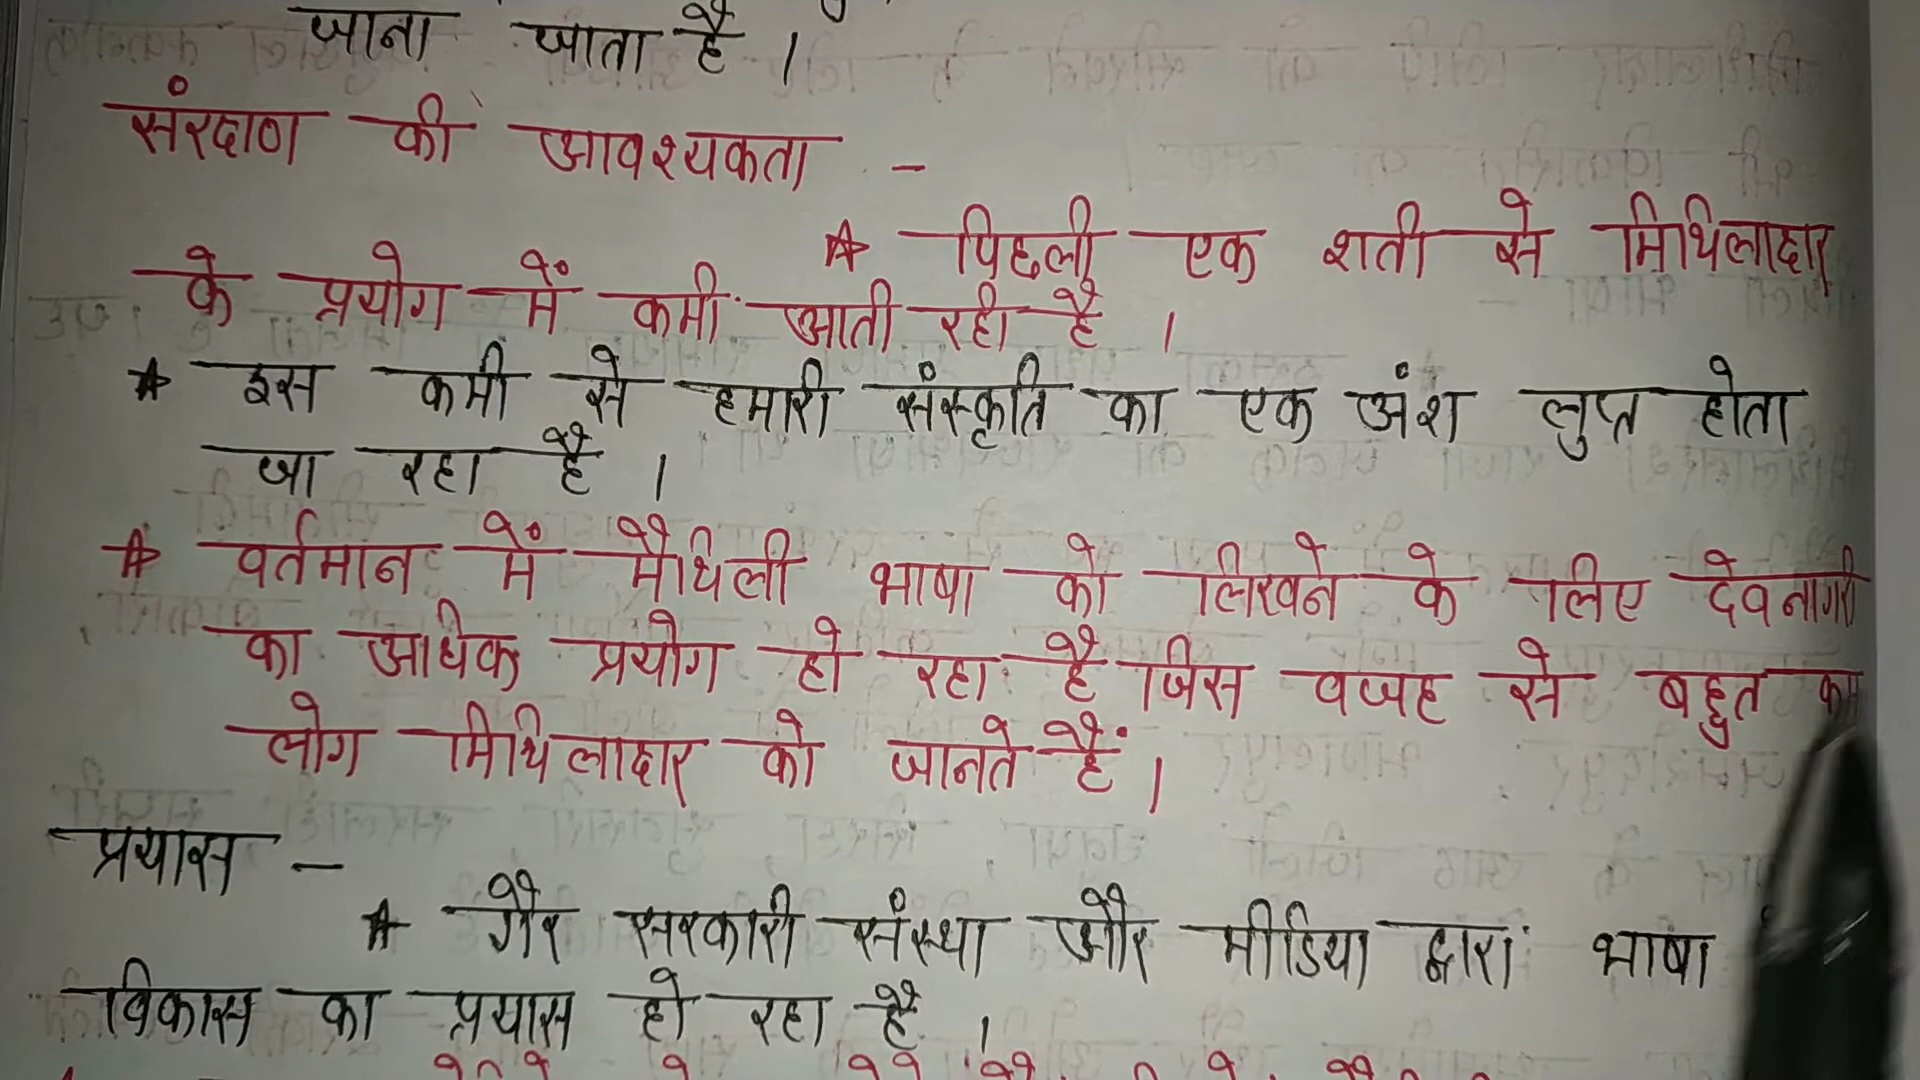 जाना जाता है ।
संरक्षण की आवश्यकता -
★ पिछली एक शती से मिथिलाक्षर
के प्रयोग में कमी आती रही है ।
★ इस कमी से हमारी संस्कृति का एक अंश लुप्त होता
जा रहा है ।
★ वर्तमान में मैथिली भाषा को लिखने के लिए देवनागरी
का अधिक प्रयोग हो रहा है जिस वजह से बहुत कम
लोग मिथिलाक्षर को जानते हैं ।
प्रयास -
★ गैर सरकारी संस्था और मीडिया द्वारा भाषा
विकास का प्रयास हो रहा है ।